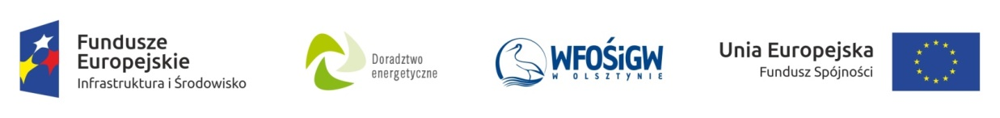 Fundusze
Europejskie
Infrastruktura i Środowisko
Doradztwo
energetyczne
WFOŚiGW
W OLSZTYNIE
Unia Europejska
Fundusz Spójności